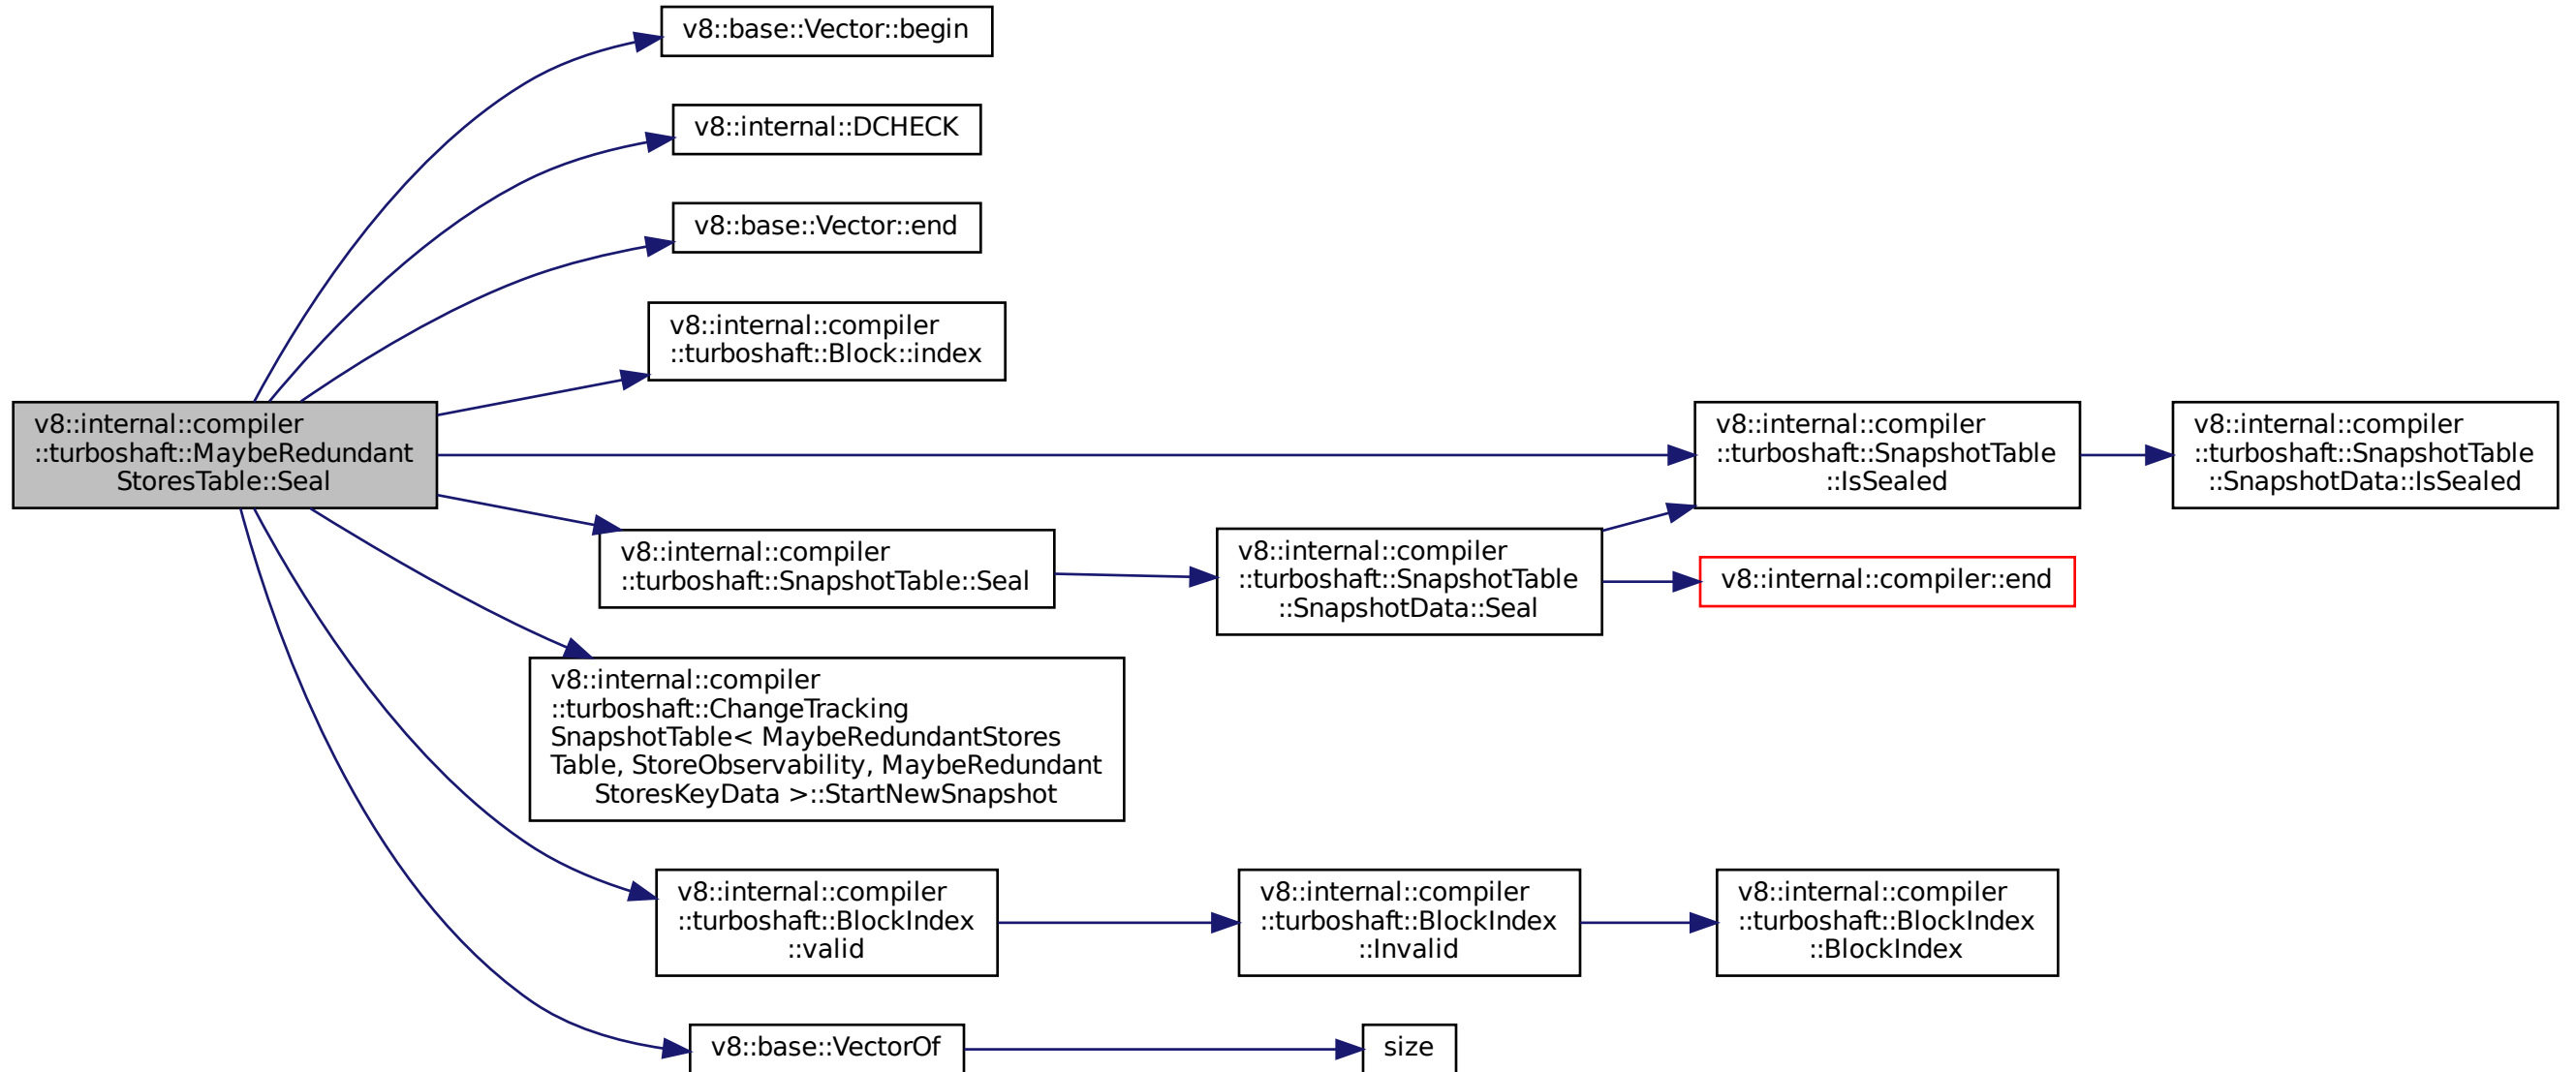 v8::base::Vector::begin
v8::internal::DCHECK
v8::base::Vector::end
v8::internal::compiler
::turboshaft::Block::index
v8::internal::compiler
::turboshaft::MaybeRedundant
StoresTable::Seal
v8::internal::compiler
::turboshaft::SnapshotTable
::IsSealed
v8::internal::compiler
::turboshaft::SnapshotTable
::SnapshotData::IsSealed
v8::internal::compiler
::turboshaft::SnapshotTable::Seal
v8::internal::compiler
::turboshaft::SnapshotTable
::SnapshotData::Seal
v8::internal::compiler::end
v8::internal::compiler
::turboshaft::ChangeTracking
SnapshotTable< MaybeRedundantStores
Table, StoreObservability, MaybeRedundant
StoresKeyData >::StartNewSnapshot
v8::internal::compiler
::turboshaft::BlockIndex
::valid
v8::internal::compiler
::turboshaft::BlockIndex
::Invalid
v8::internal::compiler
::turboshaft::BlockIndex
::BlockIndex
v8::base::VectorOf
size